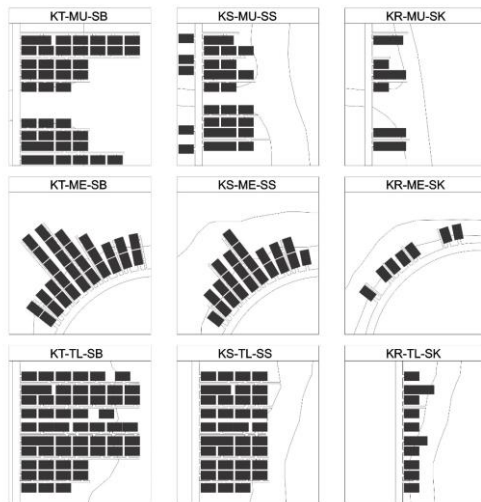 KT-MU-SB
KS-MU-SS
KR-MU-SK
KT-ME-SB
KS-ME-SS
KR-ME-SK
KT-TL-SB
KS-TL-SS
KR-TL-SK